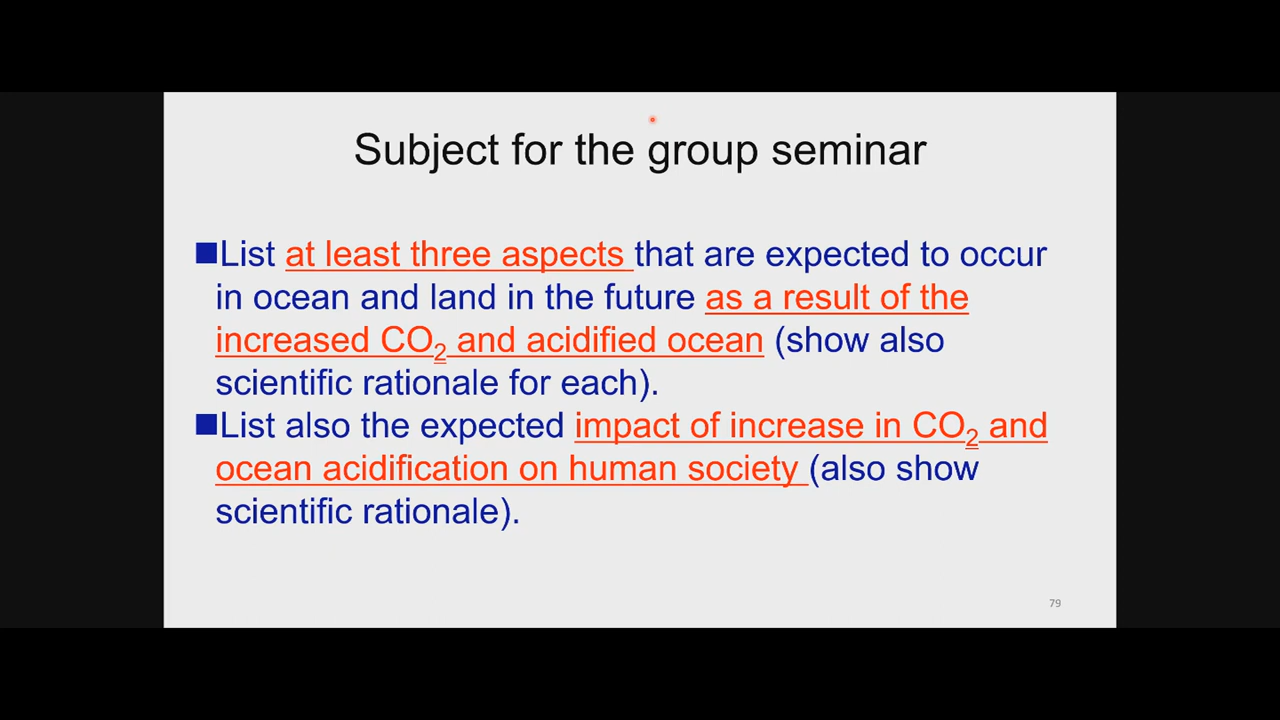 Subject for the group seminar
■List at least three aspects that are expected to occur
in ocean and land in the future as a result of the
increased CO₂ and acidified ocean (show also
scientific rationale for each).
■List also the expected impact of increase in CO₂ and
ocean acidification on human society (also show
scientific rationale).
79